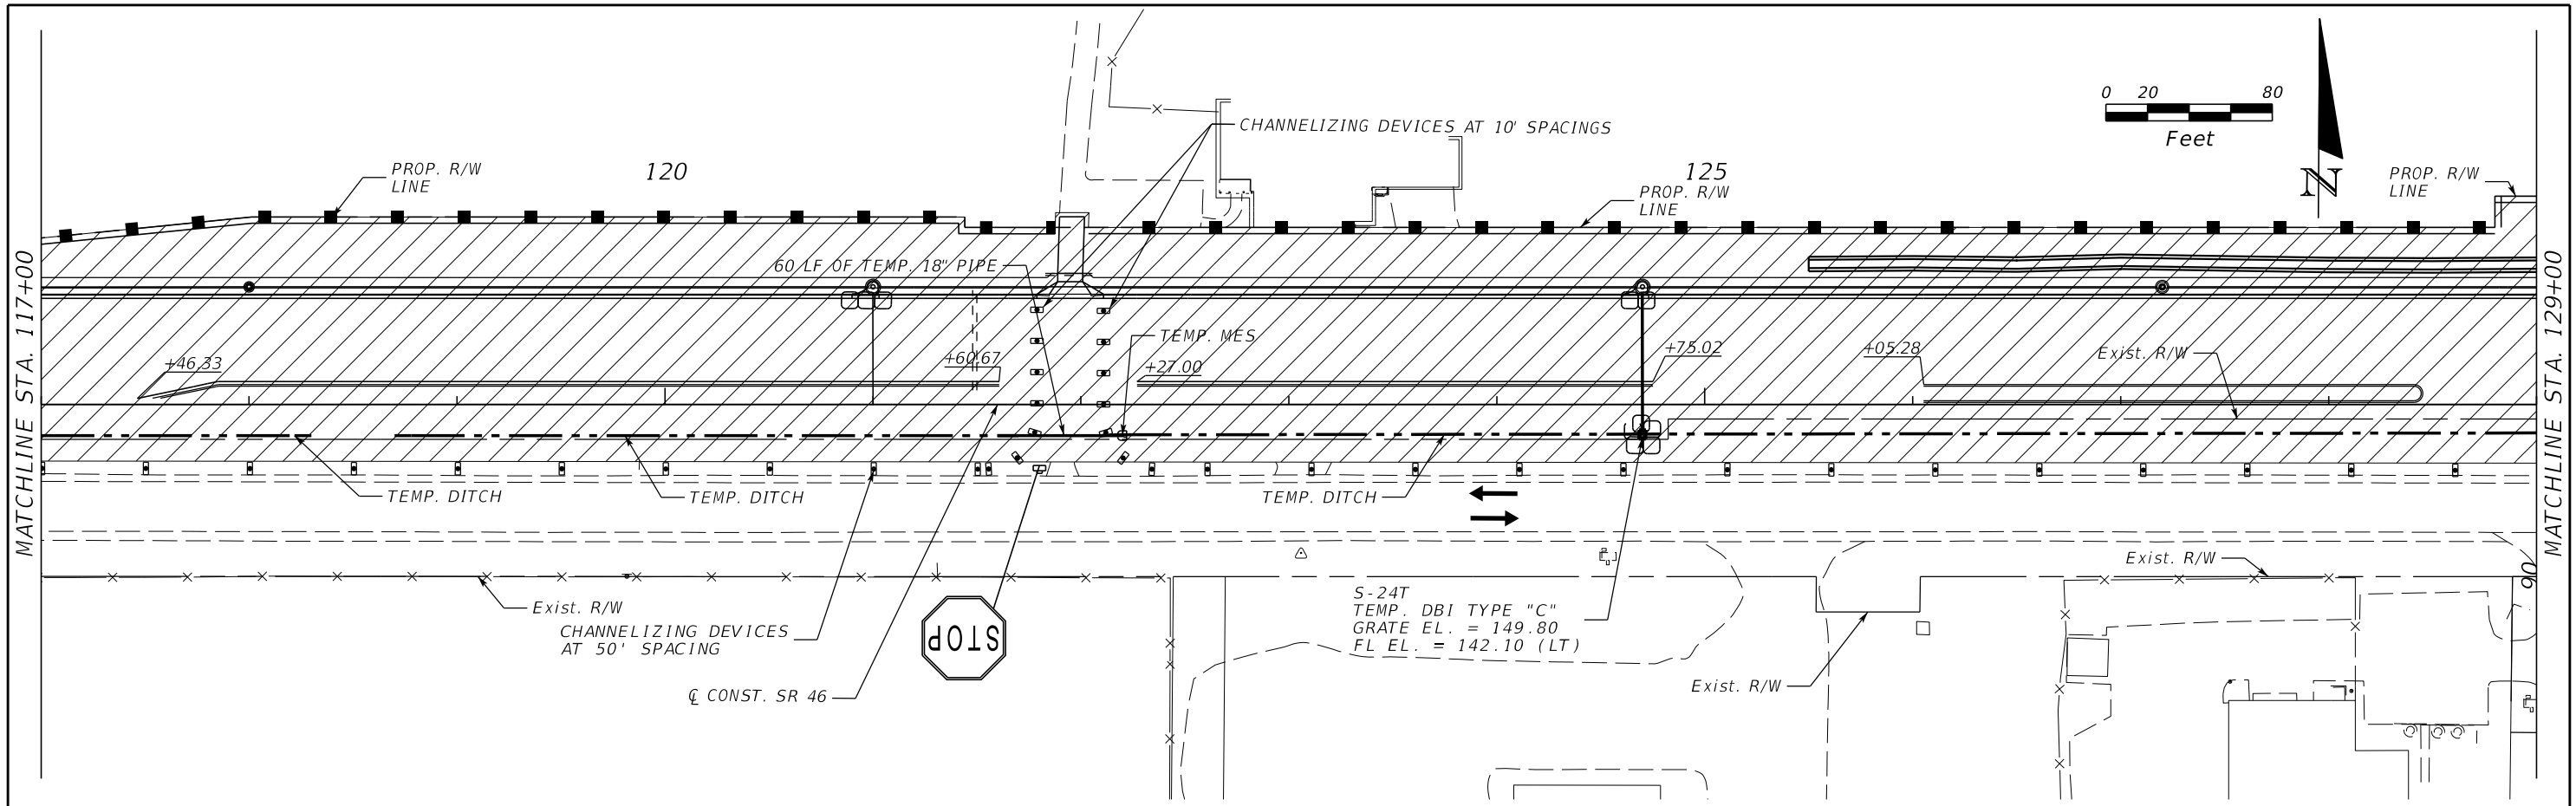 0 20 80
Feet
N
CHANNELIZING DEVICES AT 10' SPACINGS
PROP. R/W
LINE
120
125
PROP. R/W
LINE
PROP. R/W
LINE
MATCHLINE STA. 117+00
MATCHLINE STA. 129+00
60 LF OF TEMP. 18" PIPE
TEMP. MES
+46.33
+60.67
+27.00
+75.02
+05.28
Exist. R/W
TEMP. DITCH
TEMP. DITCH
TEMP. DITCH
Exist. R/W
CHANNELIZING DEVICES
AT 50' SPACING
STOP
S-24T
TEMP. DBI TYPE "C"
GRATE EL. = 149.80
FL EL. = 142.10 (LT)
Exist. R/W
90
℄ CONST. SR 46
Exist. R/W